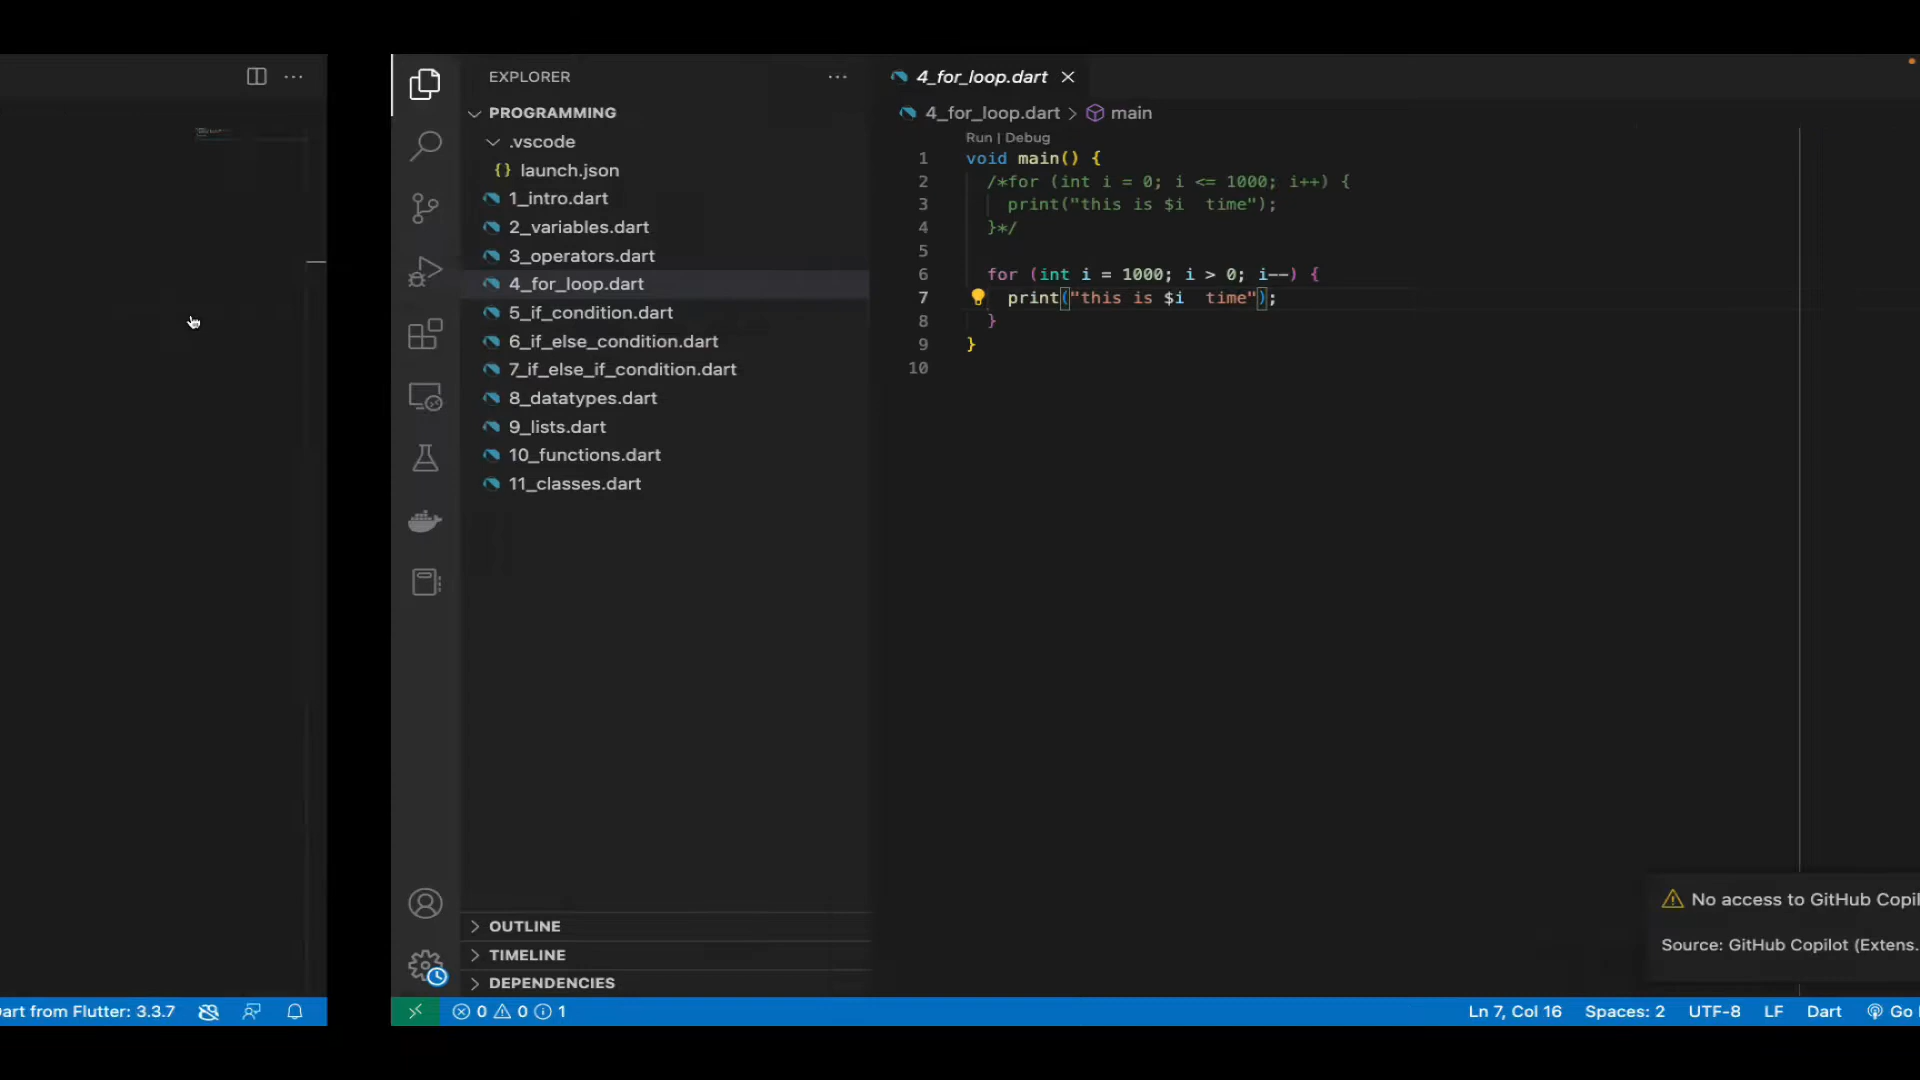 EXPLORER
PROGRAMMING
.vscode
{} launch.json
1_intro.dart
2_variables.dart
3_operators.dart
4_for_loop.dart
5_if_condition.dart
6_if_else_condition.dart
7_if_else_if_condition.dart
8_datatypes.dart
9_lists.dart
10_functions.dart
11_classes.dart
OUTLINE
TIMELINE
DEPENDENCIES
4_for_loop.dart
4_for_loop.dart > main
Run | Debug
1 void main() {
2 /*for (int i = 0; i <= 1000; i++) {
3 print("this is $i  time");
4 }*/
5
6 for (int i = 1000; i > 0; i--) {
7 print("this is $i  time");
8 }
9 }
10
No access to GitHub Copil
Source: GitHub Copilot (Extens.
art from Flutter: 3.3.7
0 0 1
Ln 7, Col 16 Spaces: 2 UTF-8 LF Dart Go